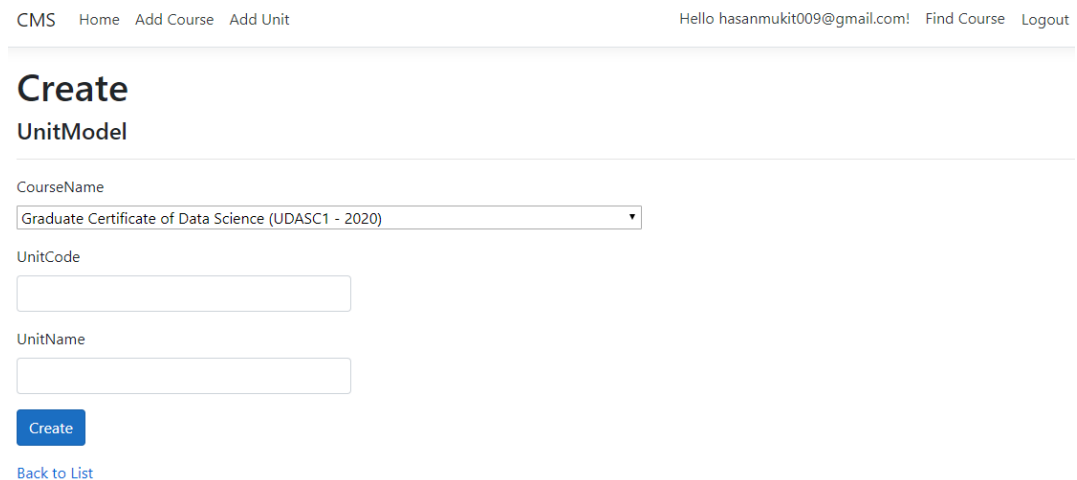 CMS Home Add Course Add Unit Hello hasanmukit009@gmail.com! Find Course Logout
Create
UnitModel
CourseName
Graduate Certificate of Data Science (UDASC1 - 2020)
UnitCode
UnitName
Create
Back to List